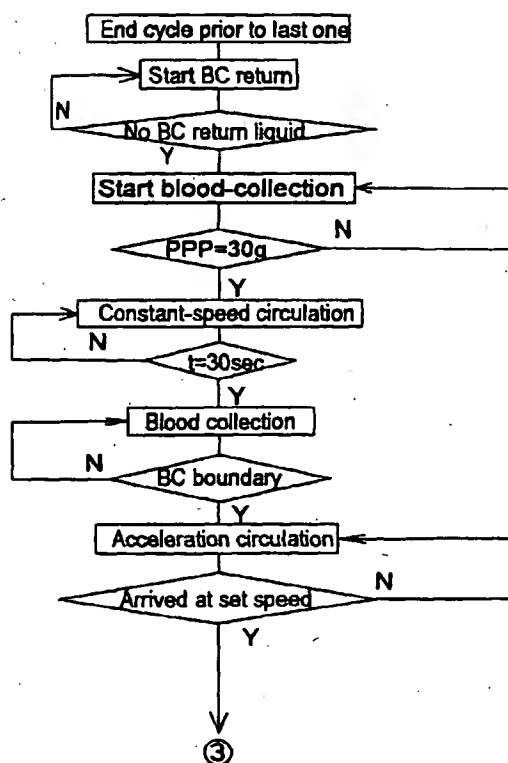 End cycle prior to last one
Start BC return
N
No BC return liquid
Y
Start blood-collection
N
PPP=30g
Y
Constant-speed circulation
N
t=30sec
Y
Blood collection
N
BC boundary
Y
Acceleration circulation
N
Arrived at set speed
Y
③